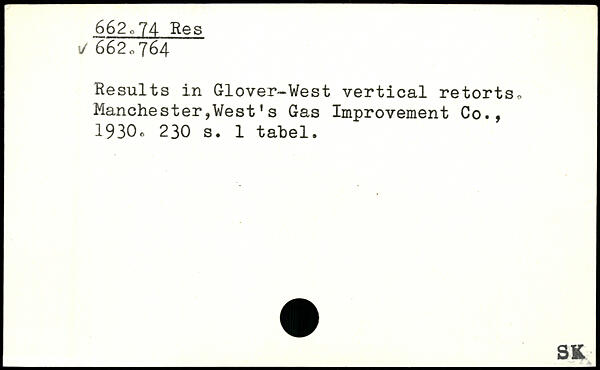 662.74 Res
✓ 662.764
Results in Glover-West vertical retorts.
Manchester,West's Gas Improvement Co.,
1930. 230 s. 1 tabel.
SK